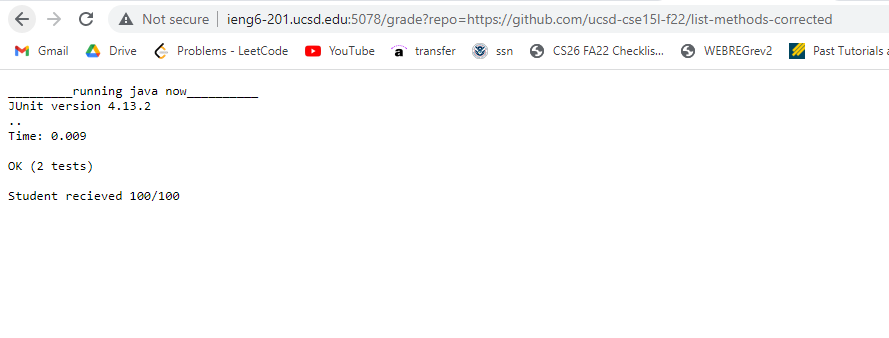 Not secure | ieng6-201.ucsd.edu:5078/grade?repo=https://github.com/ucsd-cse15l-f22/list-methods-corrected
Gmail Drive Problems - LeetCode YouTube a transfer ssn CS26 FA22 Checklis... WEBREGrev2 Past Tutorials a
_________running java now__________
JUnit version 4.13.2
..
Time: 0.009
OK (2 tests)
Student recieved 100/100